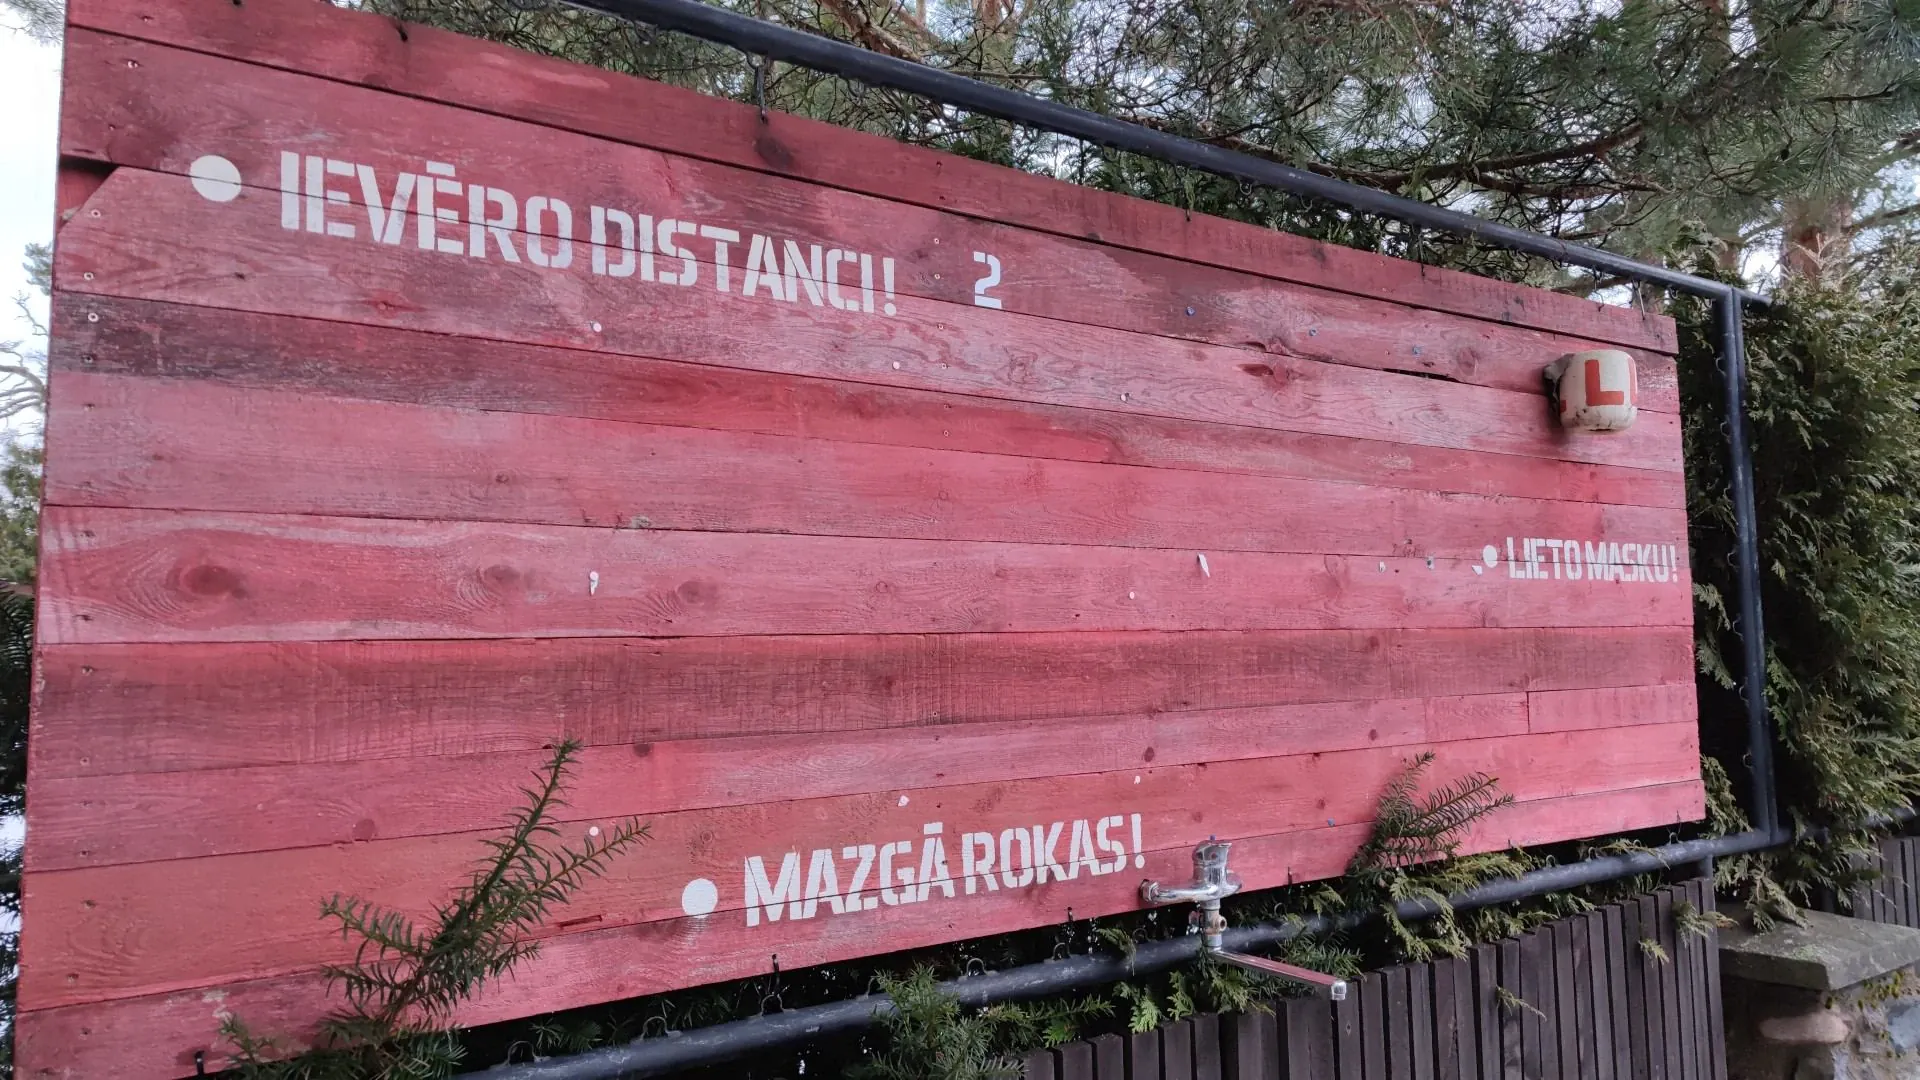 • IEVĒRO DISTANCI! 2
L
• LIETO MASKU!
• MAZGĀ ROKAS!